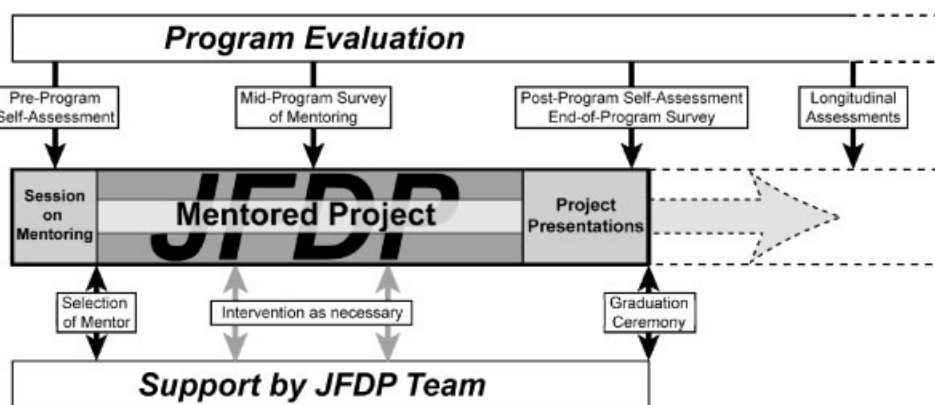 Program Evaluation
Pre-Program
Self-Assessment
Mid-Program Survey
of Mentoring
Post-Program Self-Assessment
End-of-Program Survey
Longitudinal
Assessments
Session
on
Mentoring
JFDP
Mentored Project
Project
Presentations
Selection
of Mentor
Intervention as necessary
Graduation
Ceremony
Support by JFDP Team